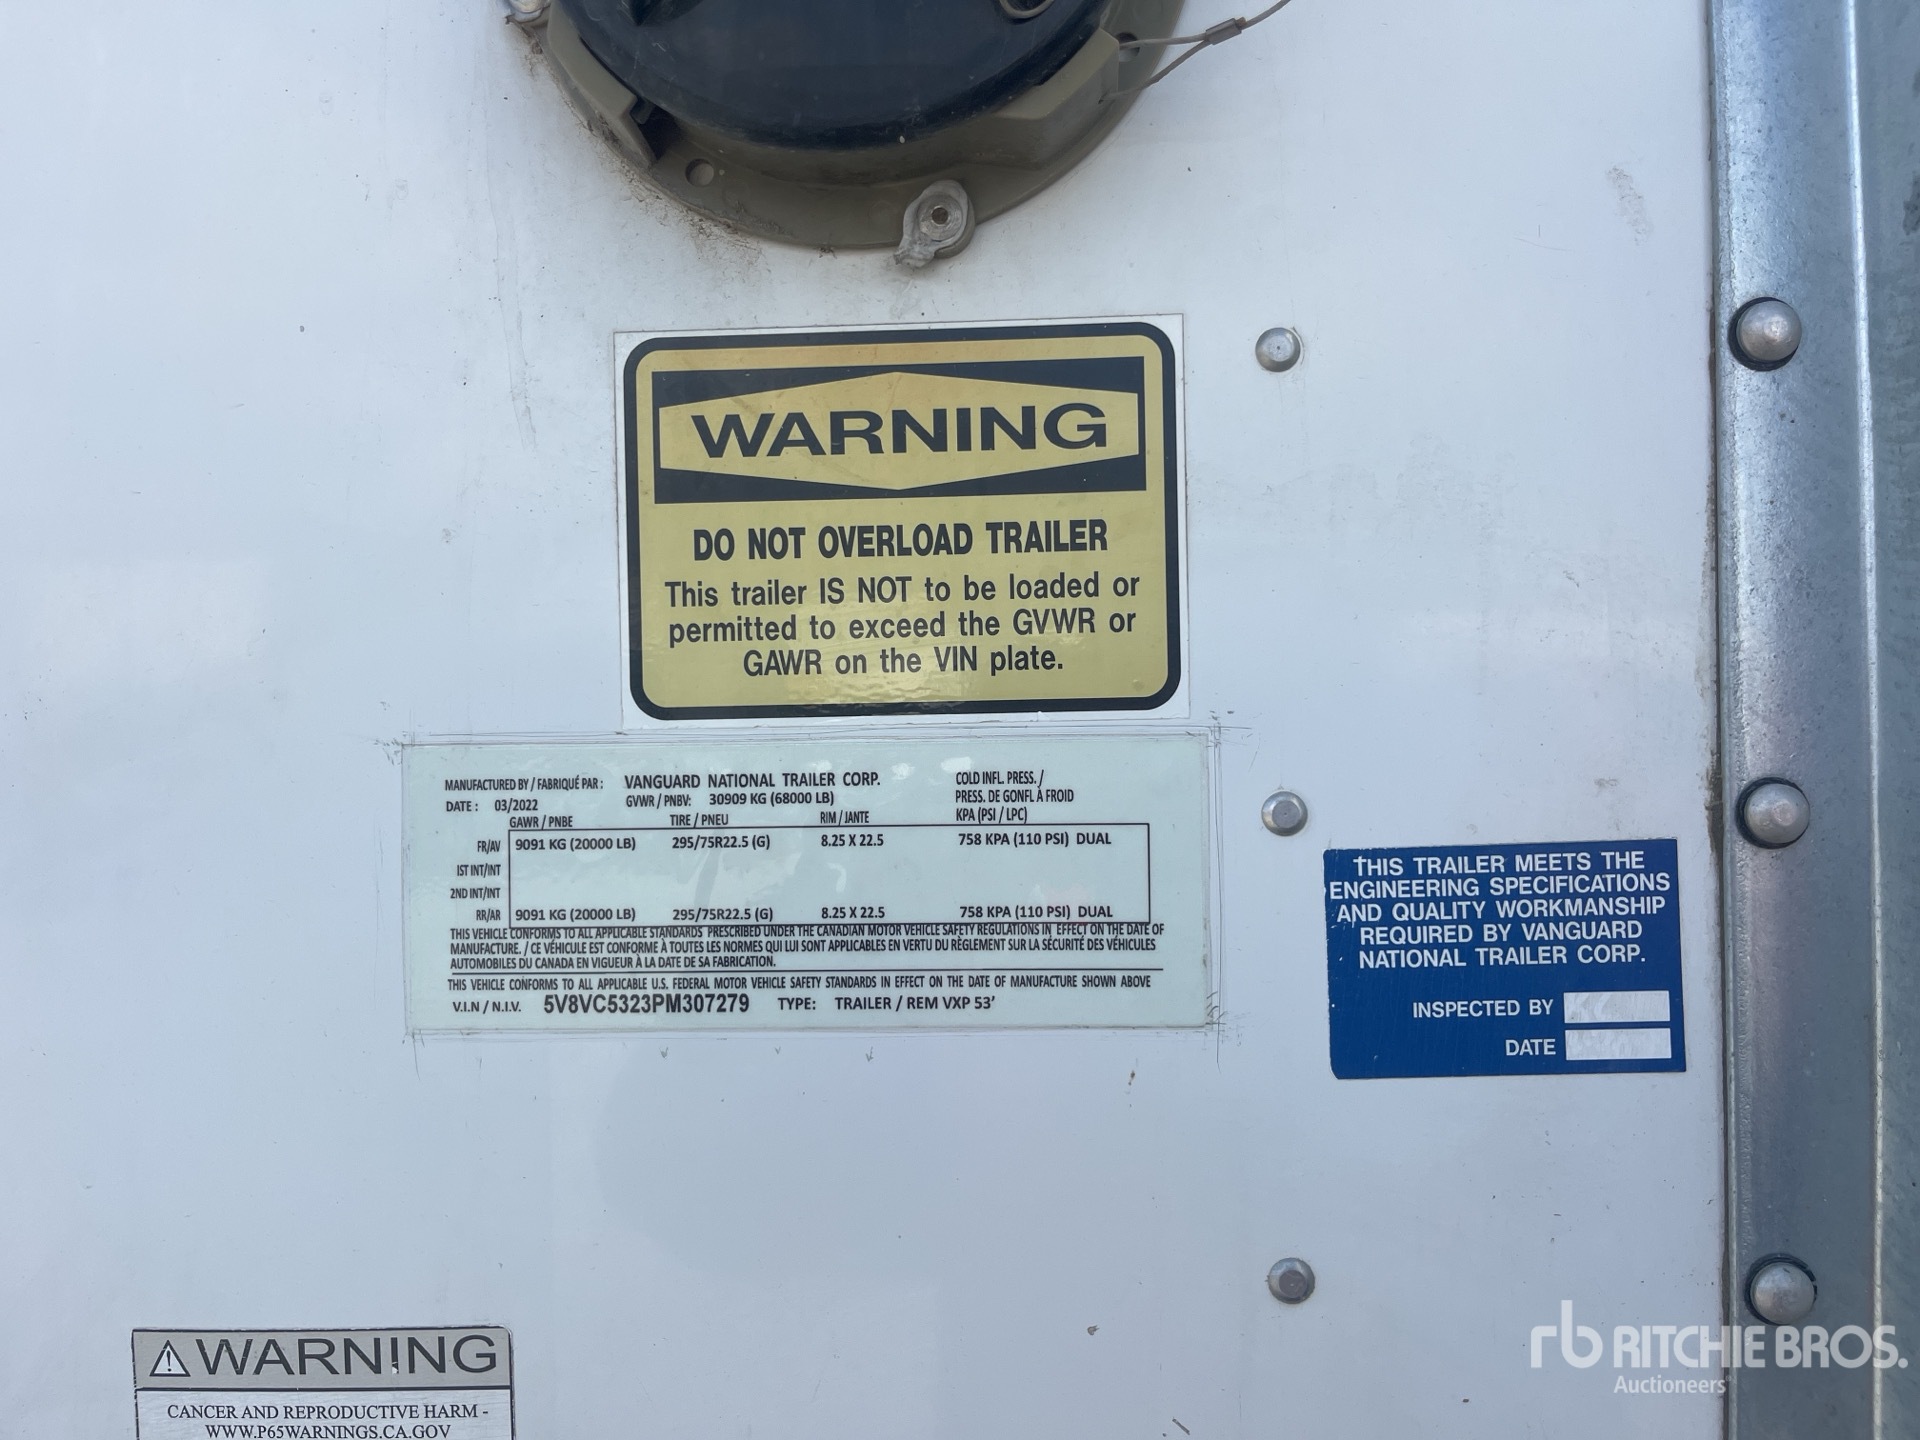 WARNING
DO NOT OVERLOAD TRAILER
This trailer IS NOT to be loaded or
permitted to exceed the GVWR or
GAWR on the VIN plate.
MANUFACTURED BY / FABRIQUÉ PAR : VANGUARD NATIONAL TRAILER CORP. COLD INFL. PRESS. /
DATE : 03/2022 GVWR / PNBV: 30909 KG (68000 LB) PRESS. DE GONFL À FROID
GAWR / PNBE TIRE / PNEU RIM / JANTE KPA (PSI / LPC)
FR/AV 9091 KG (20000 LB) 295/75R22.5 (G) 8.25 X 22.5 758 KPA (110 PSI) DUAL
IST INT/INT
2ND INT/INT
RR/AR 9091 KG (20000 LB) 295/75R22.5 (G) 8.25 X 22.5 758 KPA (110 PSI) DUAL
THIS VEHICLE CONFORMS TO ALL APPLICABLE STANDARDS PRESCRIBED UNDER THE CANADIAN MOTOR VEHICLE SAFETY REGULATIONS IN EFFECT ON THE DATE OF
MANUFACTURE. / CE VÉHICULE EST CONFORME À TOUTES LES NORMES QUI LUI SONT APPLICABLES EN VERTU DU RÈGLEMENT SUR LA SÉCURITÉ DES VÉHICULES
AUTOMOBILES DU CANADA EN VIGUEUR À LA DATE DE SA FABRICATION.
THIS VEHICLE CONFORMS TO ALL APPLICABLE U.S. FEDERAL MOTOR VEHICLE SAFETY STANDARDS IN EFFECT ON THE DATE OF MANUFACTURE SHOWN ABOVE
V.I.N / N.I.V. 5V8VC5323PM307279 TYPE: TRAILER / REM VXP 53'
THIS TRAILER MEETS THE
ENGINEERING SPECIFICATIONS
AND QUALITY WORKMANSHIP
REQUIRED BY VANGUARD
NATIONAL TRAILER CORP.
INSPECTED BY
DATE
WARNING
CANCER AND REPRODUCTIVE HARM -
WWW.P65WARNINGS.CA.GOV
rb RITCHIE BROS.
Auctioneers